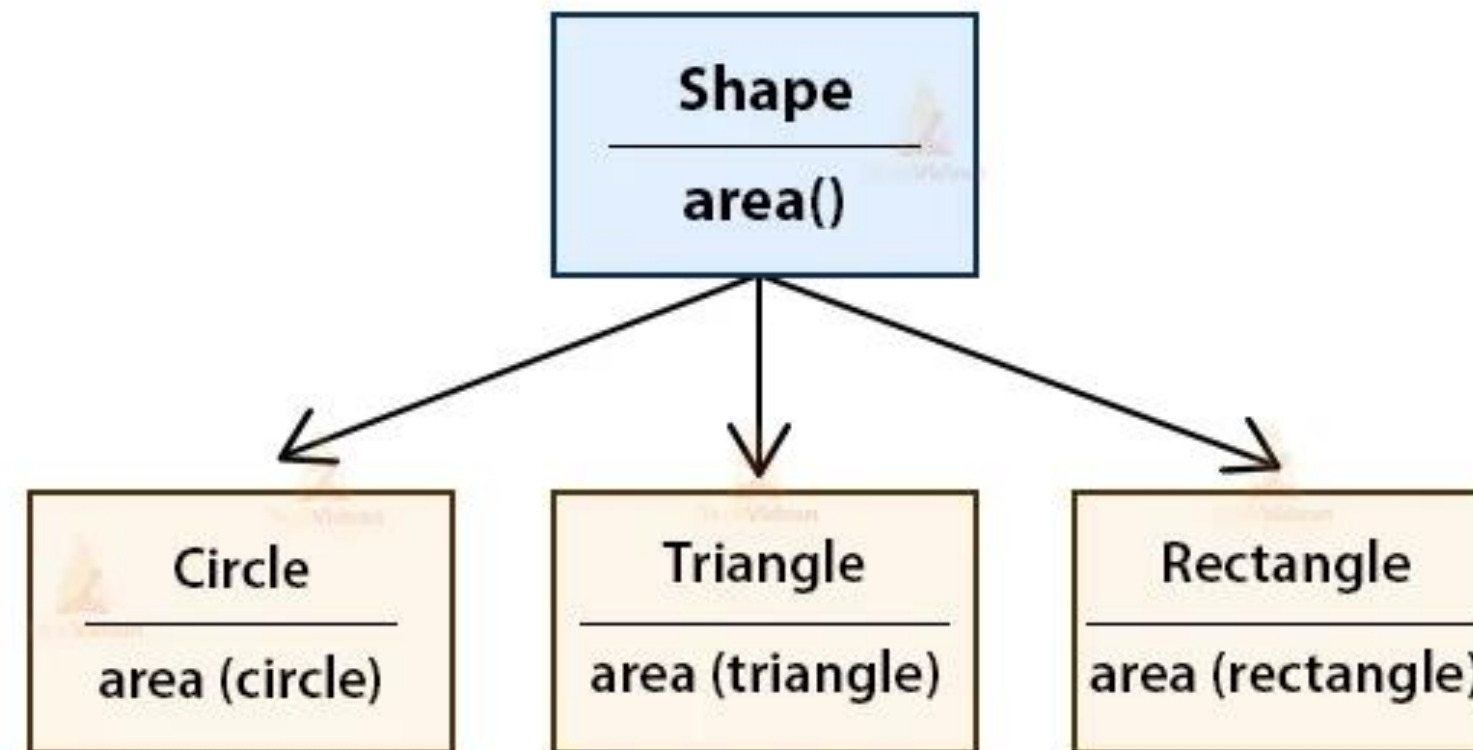 Shape
area()
Circle
area (circle)
Triangle
area (triangle)
Rectangle
area (rectangle)